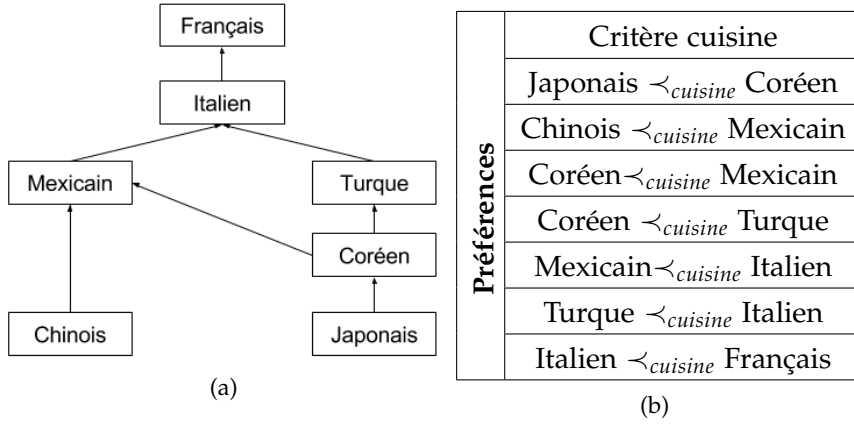 Français
Italien
Mexicain
Turque
Coréen
Chinois
Japonais
(a)
Préférences
Critère cuisine
Japonais ≺cuisine Coréen
Chinois ≺cuisine Mexicain
Coréen≺cuisine Mexicain
Coréen ≺cuisine Turque
Mexicain≺cuisine Italien
Turque ≺cuisine Italien
Italien ≺cuisine Français
(b)